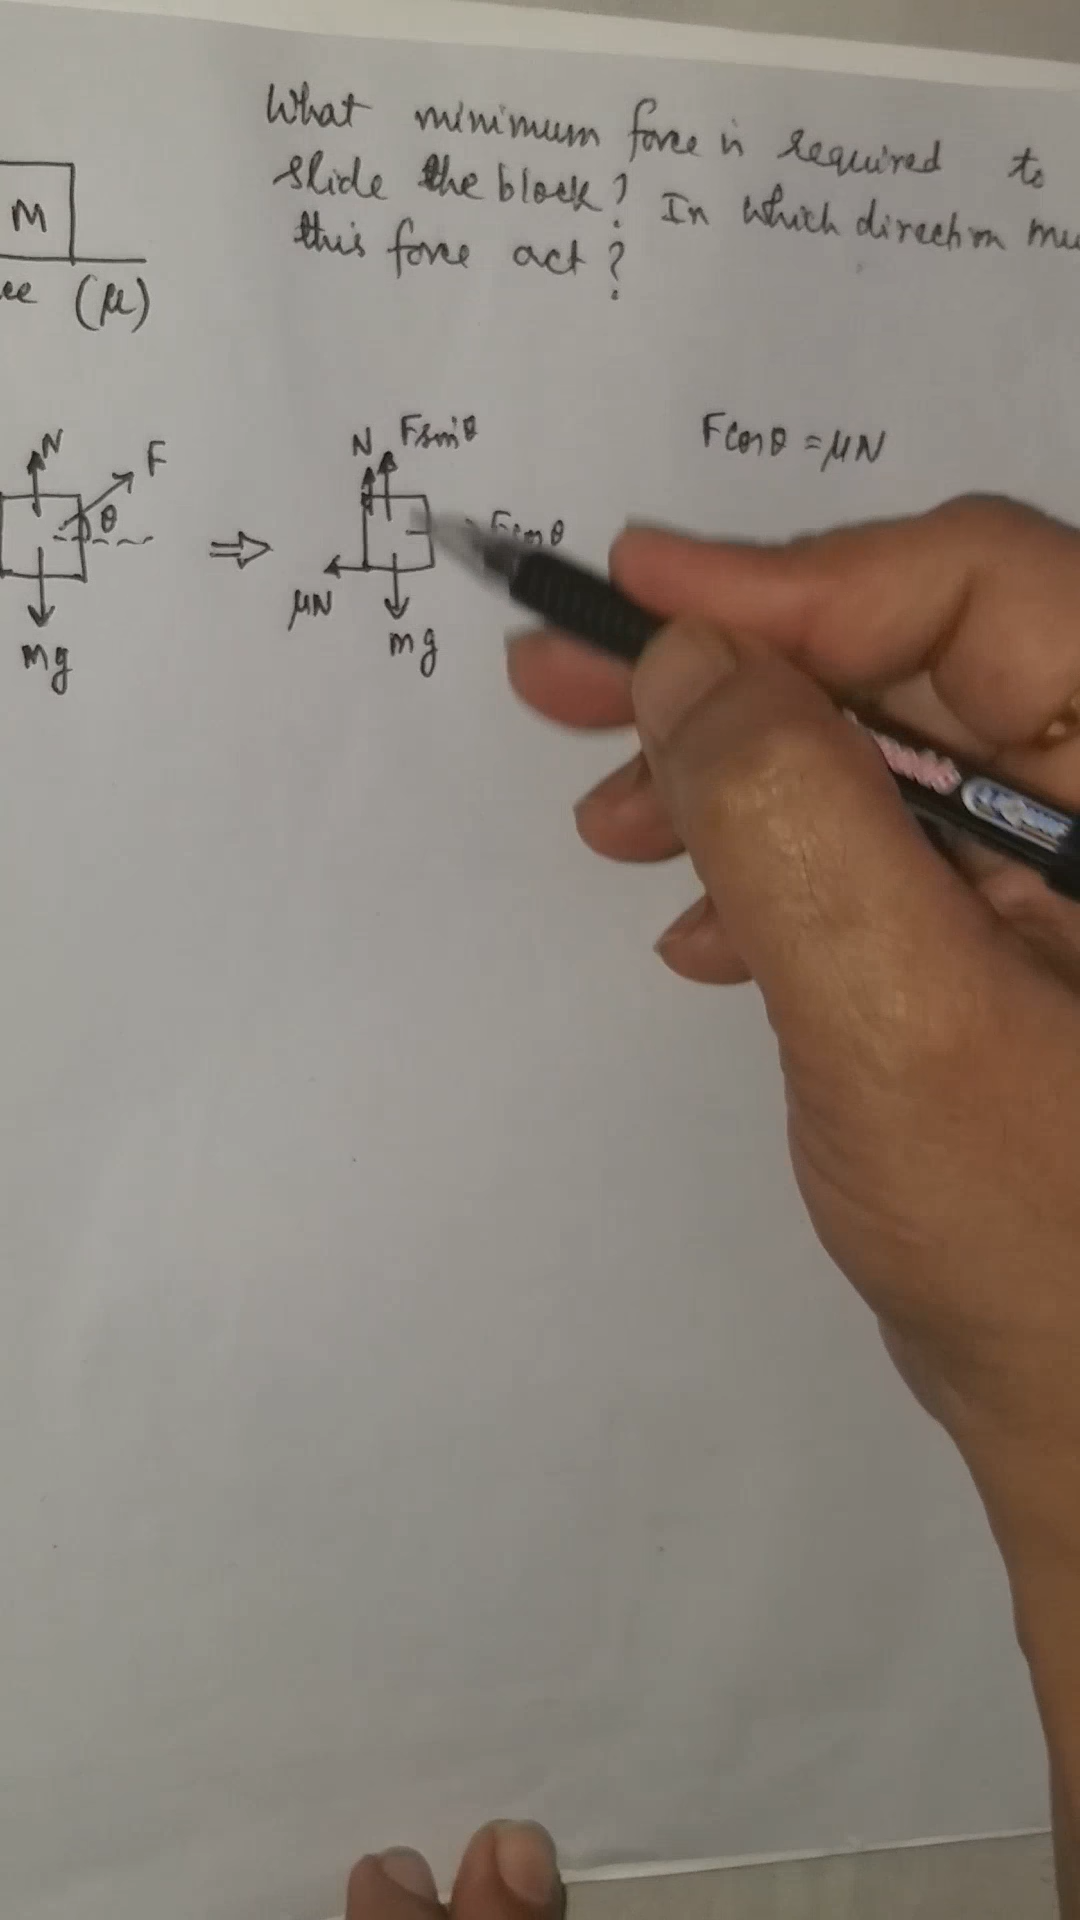 What minimum force is required to
slide the block? In which direction
this force act?
M
(μ)
N
F
θ
Mg
⇒
N Fsinθ
Fcosθ
μN
mg
Fcosθ = μN